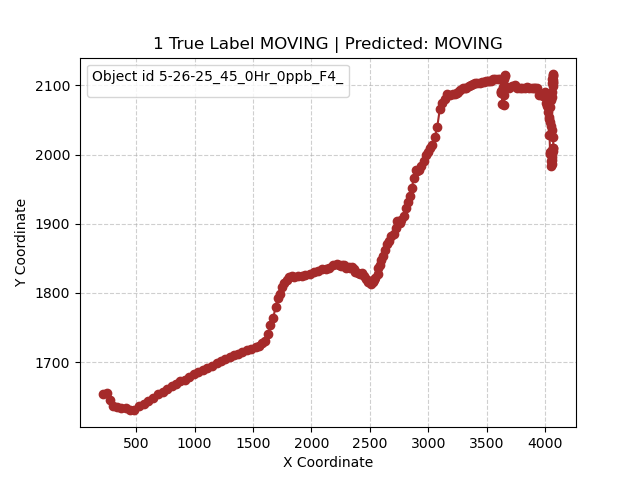 1 True Label MOVING | Predicted: MOVING
Object id 5-26-25_45_0Hr_0ppb_F4_
Y Coordinate
2100
2000
1900
1800
1700
500 1000 1500 2000 2500 3000 3500 4000
X Coordinate